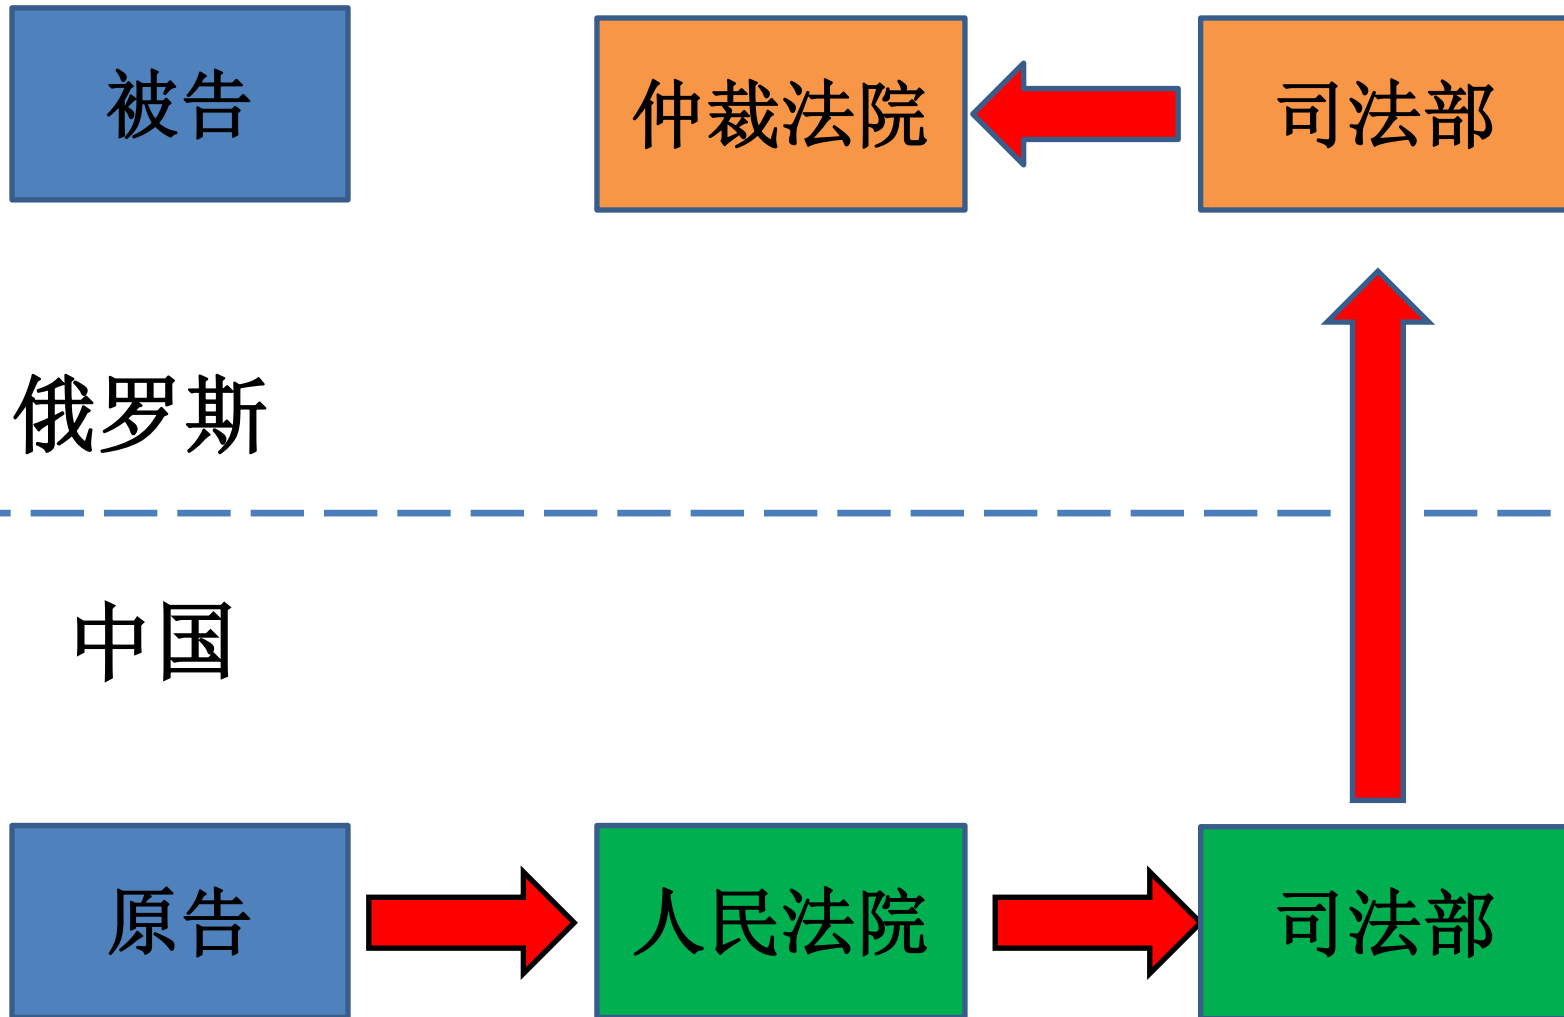 被告
仲裁法院
司法部
俄罗斯
中国
原告
人民法院
司法部